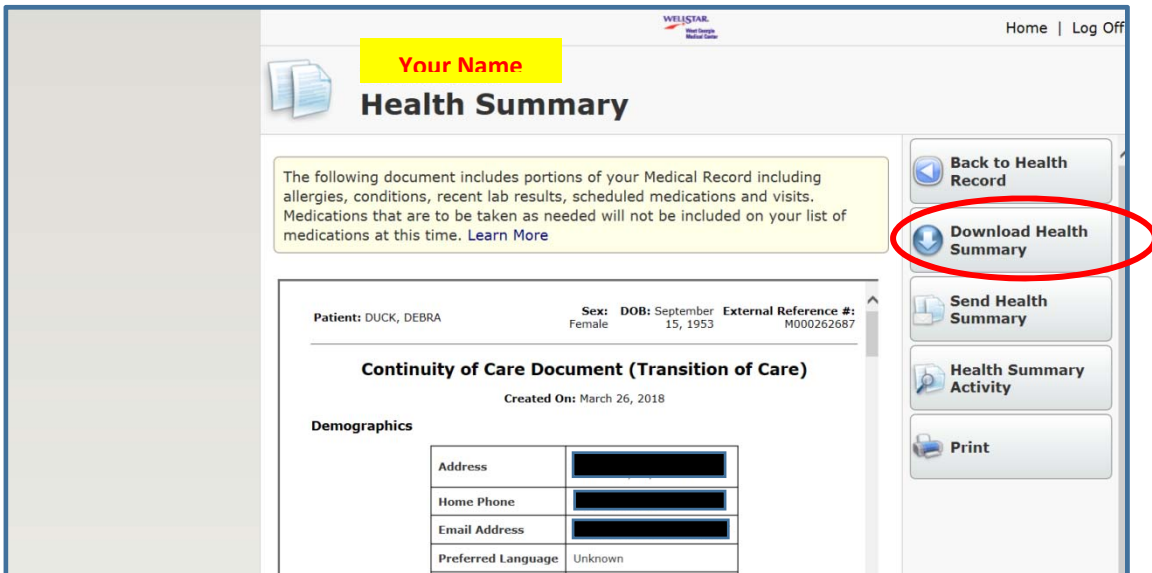 WELLSTAR
West Georgia
Medical Center
Home | Log Off
Your Name
Health Summary
The following document includes portions of your Medical Record including
allergies, conditions, recent lab results, scheduled medications and visits.
Medications that are to be taken as needed will not be included on your list of
medications at this time. Learn More
Back to Health
Record
Download Health
Summary
Send Health
Summary
Health Summary
Activity
Print
Patient: DUCK, DEBRA
Sex:
Female
DOB: September
15, 1953
External Reference #:
M000262687
Continuity of Care Document (Transition of Care)
Created On: March 26, 2018
Demographics
Address
Home Phone
Email Address
Preferred Language Unknown